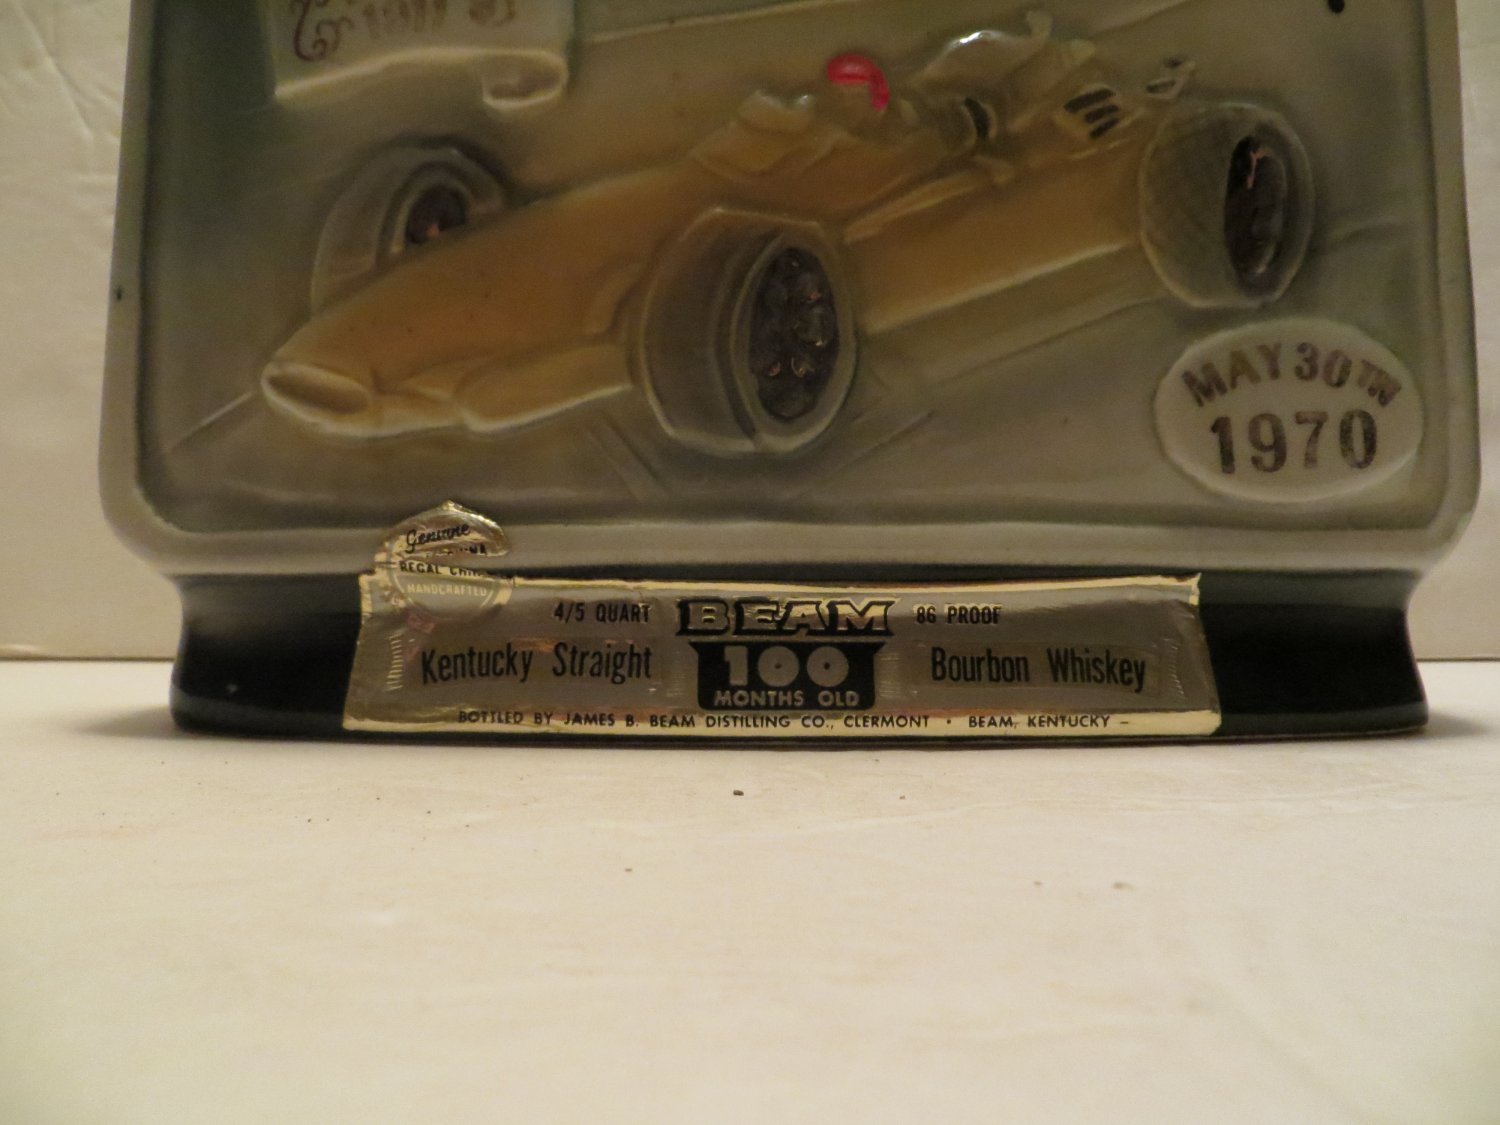 1911
MAY 30TH
1970
Genuine
REGAL CHINA
HANDCRAFTED
4/5 QUART BEAM 86 PROOF
Kentucky Straight 100 Bourbon Whiskey
MONTHS OLD
BOTTLED BY JAMES B. BEAM DISTILLING CO., CLERMONT • BEAM, KENTUCKY –